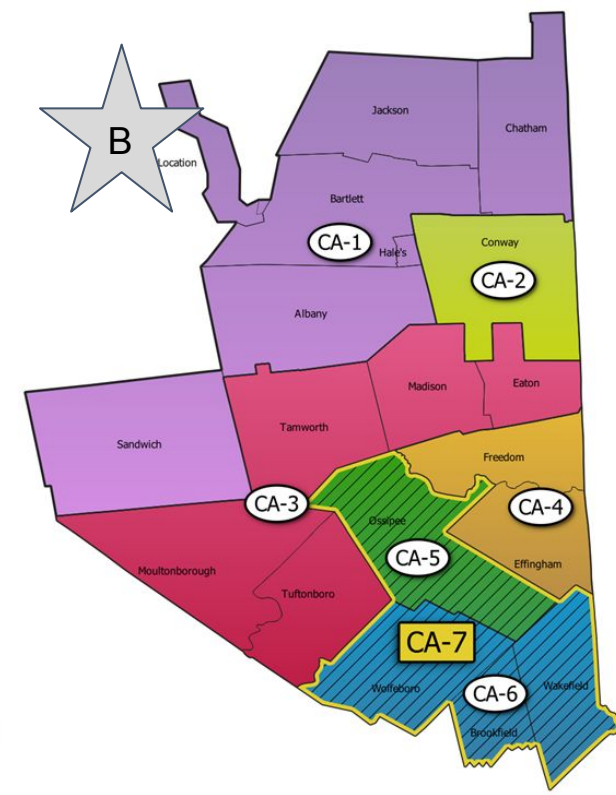 B
Location
Jackson
Chatham
Bartlett
CA-1
Hale's
Conway
CA-2
Albany
Madison
Eaton
Tamworth
Sandwich
Freedom
CA-3
CA-4
Ossipee
CA-5
Effingham
Moultonborough
Tuftonboro
CA-7
Wolfeboro
CA-6
Wakefield
Brookfield